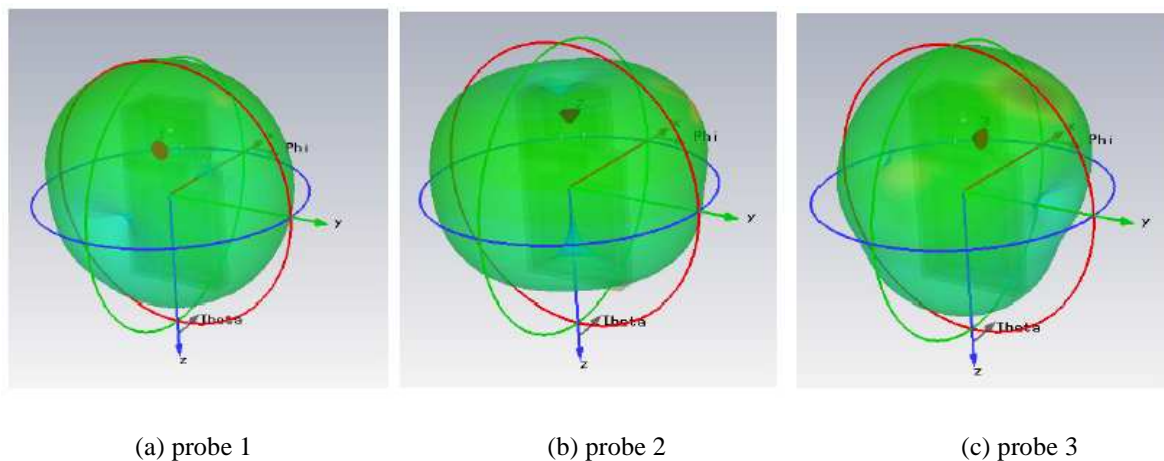 Phi
y
Theta
z
x
Phi
y
Theta
z
x
Phi
y
Theta
z
(a) probe 1
(b) probe 2
(c) probe 3